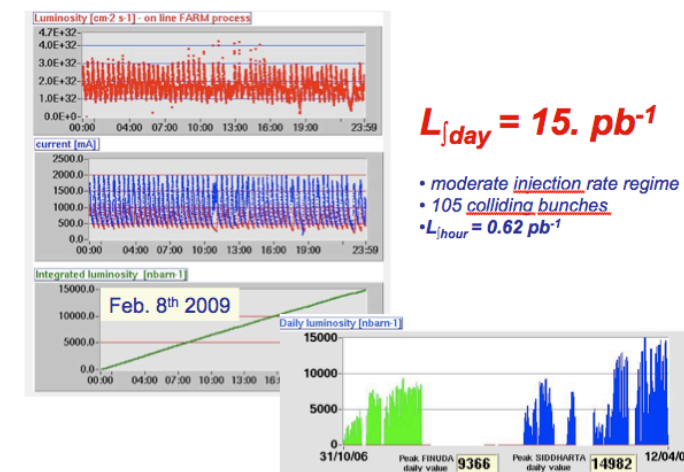 Luminosity [cm-2 s-1] - on line FARM process
4.7E+32
4.0E+32
3.0E+32
2.0E+32
1.0E+32
0.0E+0
00:00 04:00 07:00 10:00 13:00 16:00 19:00 23:59
current [mA]
2500.0
2000.0
1500.0
1000.0
500.0
0.0
00:00 04:00 07:00 10:00 13:00 16:00 19:00 23:59
Integrated luminosity [nbarn-1]
15000.0
10000.0
5000.0
0.0
00:00 04:00 07:00 10:00 13:00
Feb. 8th 2009
L∫day = 15. pb-1
• moderate injection rate regime
• 105 colliding bunches
•L∫hour = 0.62 pb-1
Daily luminosity [nbarn-1]
15000
10000
5000
0
31/10/06 Peak FINUDA daily value 9366 Peak SIDDHARTA daily value 14982